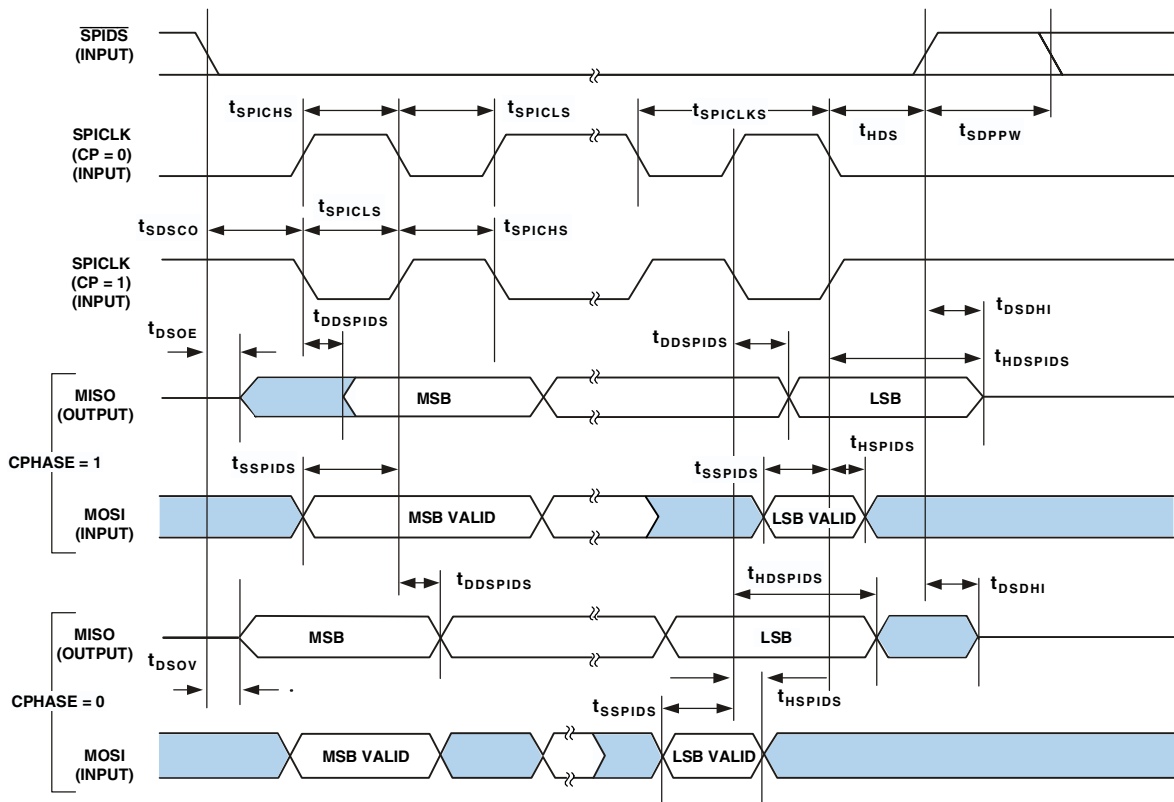 SPIDS
(INPUT)
tSPICHS
tSPICLS
tSPICLKS
tHDS
tSDPPW
SPICLK
(CP = 0)
(INPUT)
tSDSCO
tSPICLS
tSPICHS
SPICLK
(CP = 1)
(INPUT)
tDSOE
tDDSPIDS
tDDSPIDS
tDSDHI
tHDSPIDS
MISO
(OUTPUT)
MSB
LSB
CPHASE = 1
tSSPIDS
tSSPIDS
tHSPIDS
MOSI
(INPUT)
MSB VALID
LSB VALID
tDDSPIDS
tHDSPIDS
tDSDHI
MISO
(OUTPUT)
MSB
LSB
tDSOV
CPHASE = 0
tSSPIDS
tHSPIDS
MOSI
(INPUT)
MSB VALID
LSB VALID